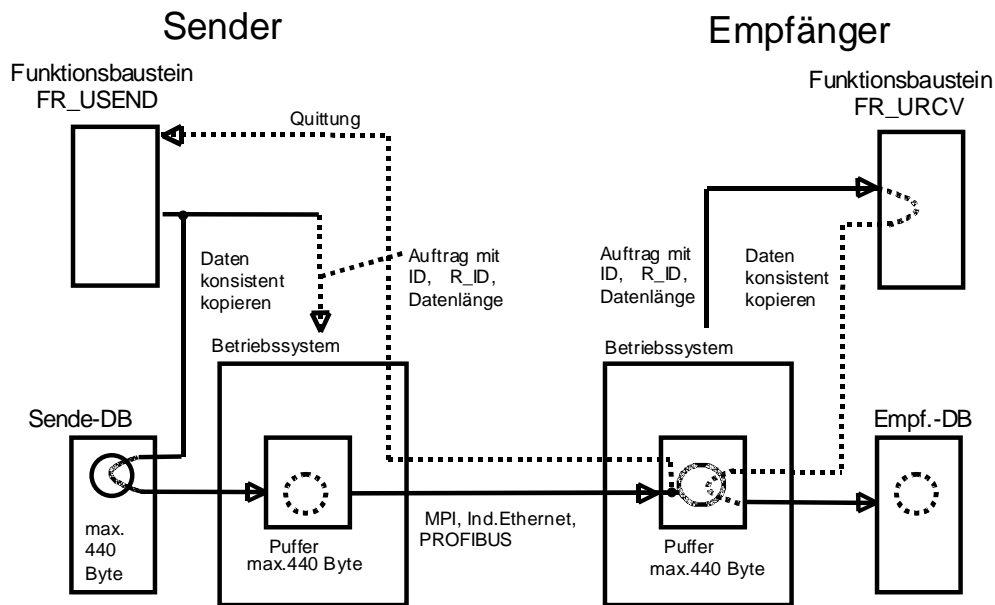 Sender
Empfänger
Funktionsbaustein
FR_USEND
Funktionsbaustein
FR_URCV
Quittung
Daten
konsistent
kopieren
Auftrag mit
ID, R_ID,
Datenlänge
Auftrag mit
ID, R_ID,
Datenlänge
Daten
konsistent
kopieren
Betriebssystem
Betriebssystem
Sende-DB
Empf.-DB
max.
440
Byte
Puffer
max.440 Byte
MPI, Ind.Ethernet,
PROFIBUS
Puffer
max.440 Byte